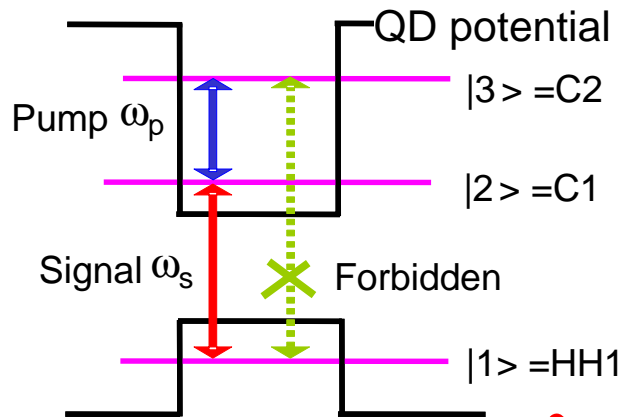 QD potential
|3> =C2
Pump ωp
|2> =C1
Signal ωs
Forbidden
|1> =HH1